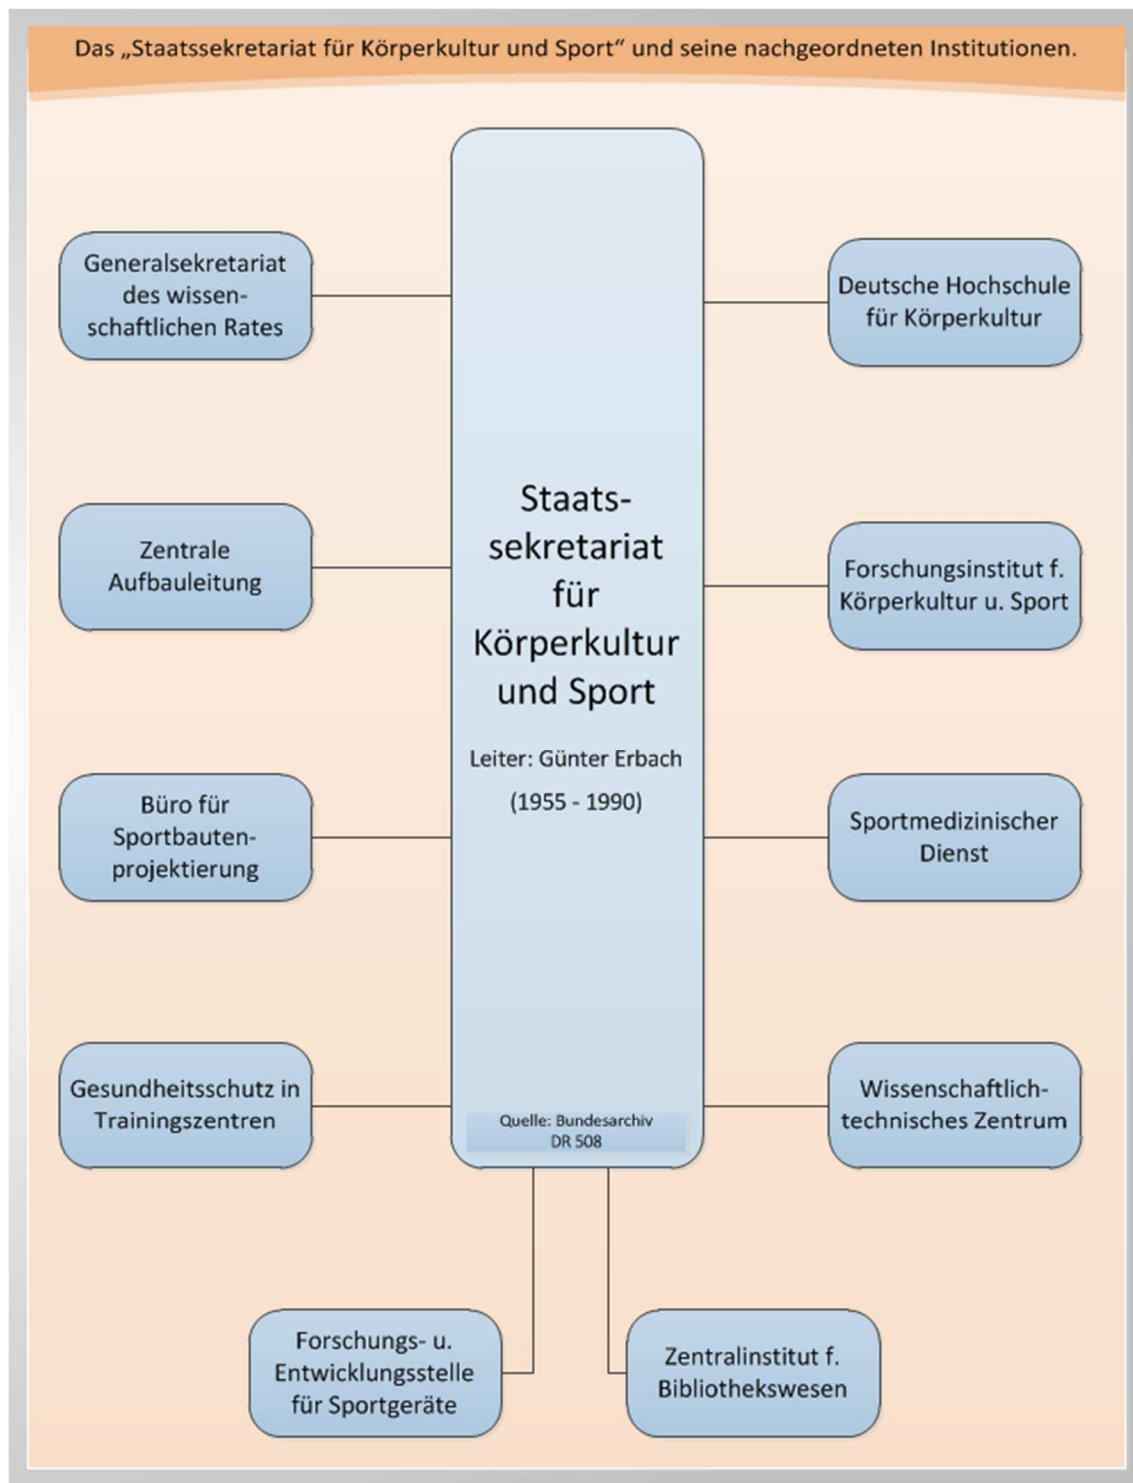 Das „Staatssekretariat für Körperkultur und Sport“ und seine nachgeordneten Institutionen.
Generalsekretariat
des wissen-
schaftlichen Rates
Zentrale
Aufbauleitung
Büro für
Sportbauten-
projektierung
Gesundheitsschutz in
Trainingszentren
Staats-
sekretariat
für
Körperkultur
und Sport
Leiter: Günter Erbach
(1955 - 1990)
Quelle: Bundesarchiv
DR 508
Deutsche Hochschule
für Körperkultur
Forschungsinstitut f.
Körperkultur u. Sport
Sportmedizinischer
Dienst
Wissenschaftlich-
technisches Zentrum
Forschungs- u.
Entwicklungsstelle
für Sportgeräte
Zentralinstitut f.
Bibliothekswesen